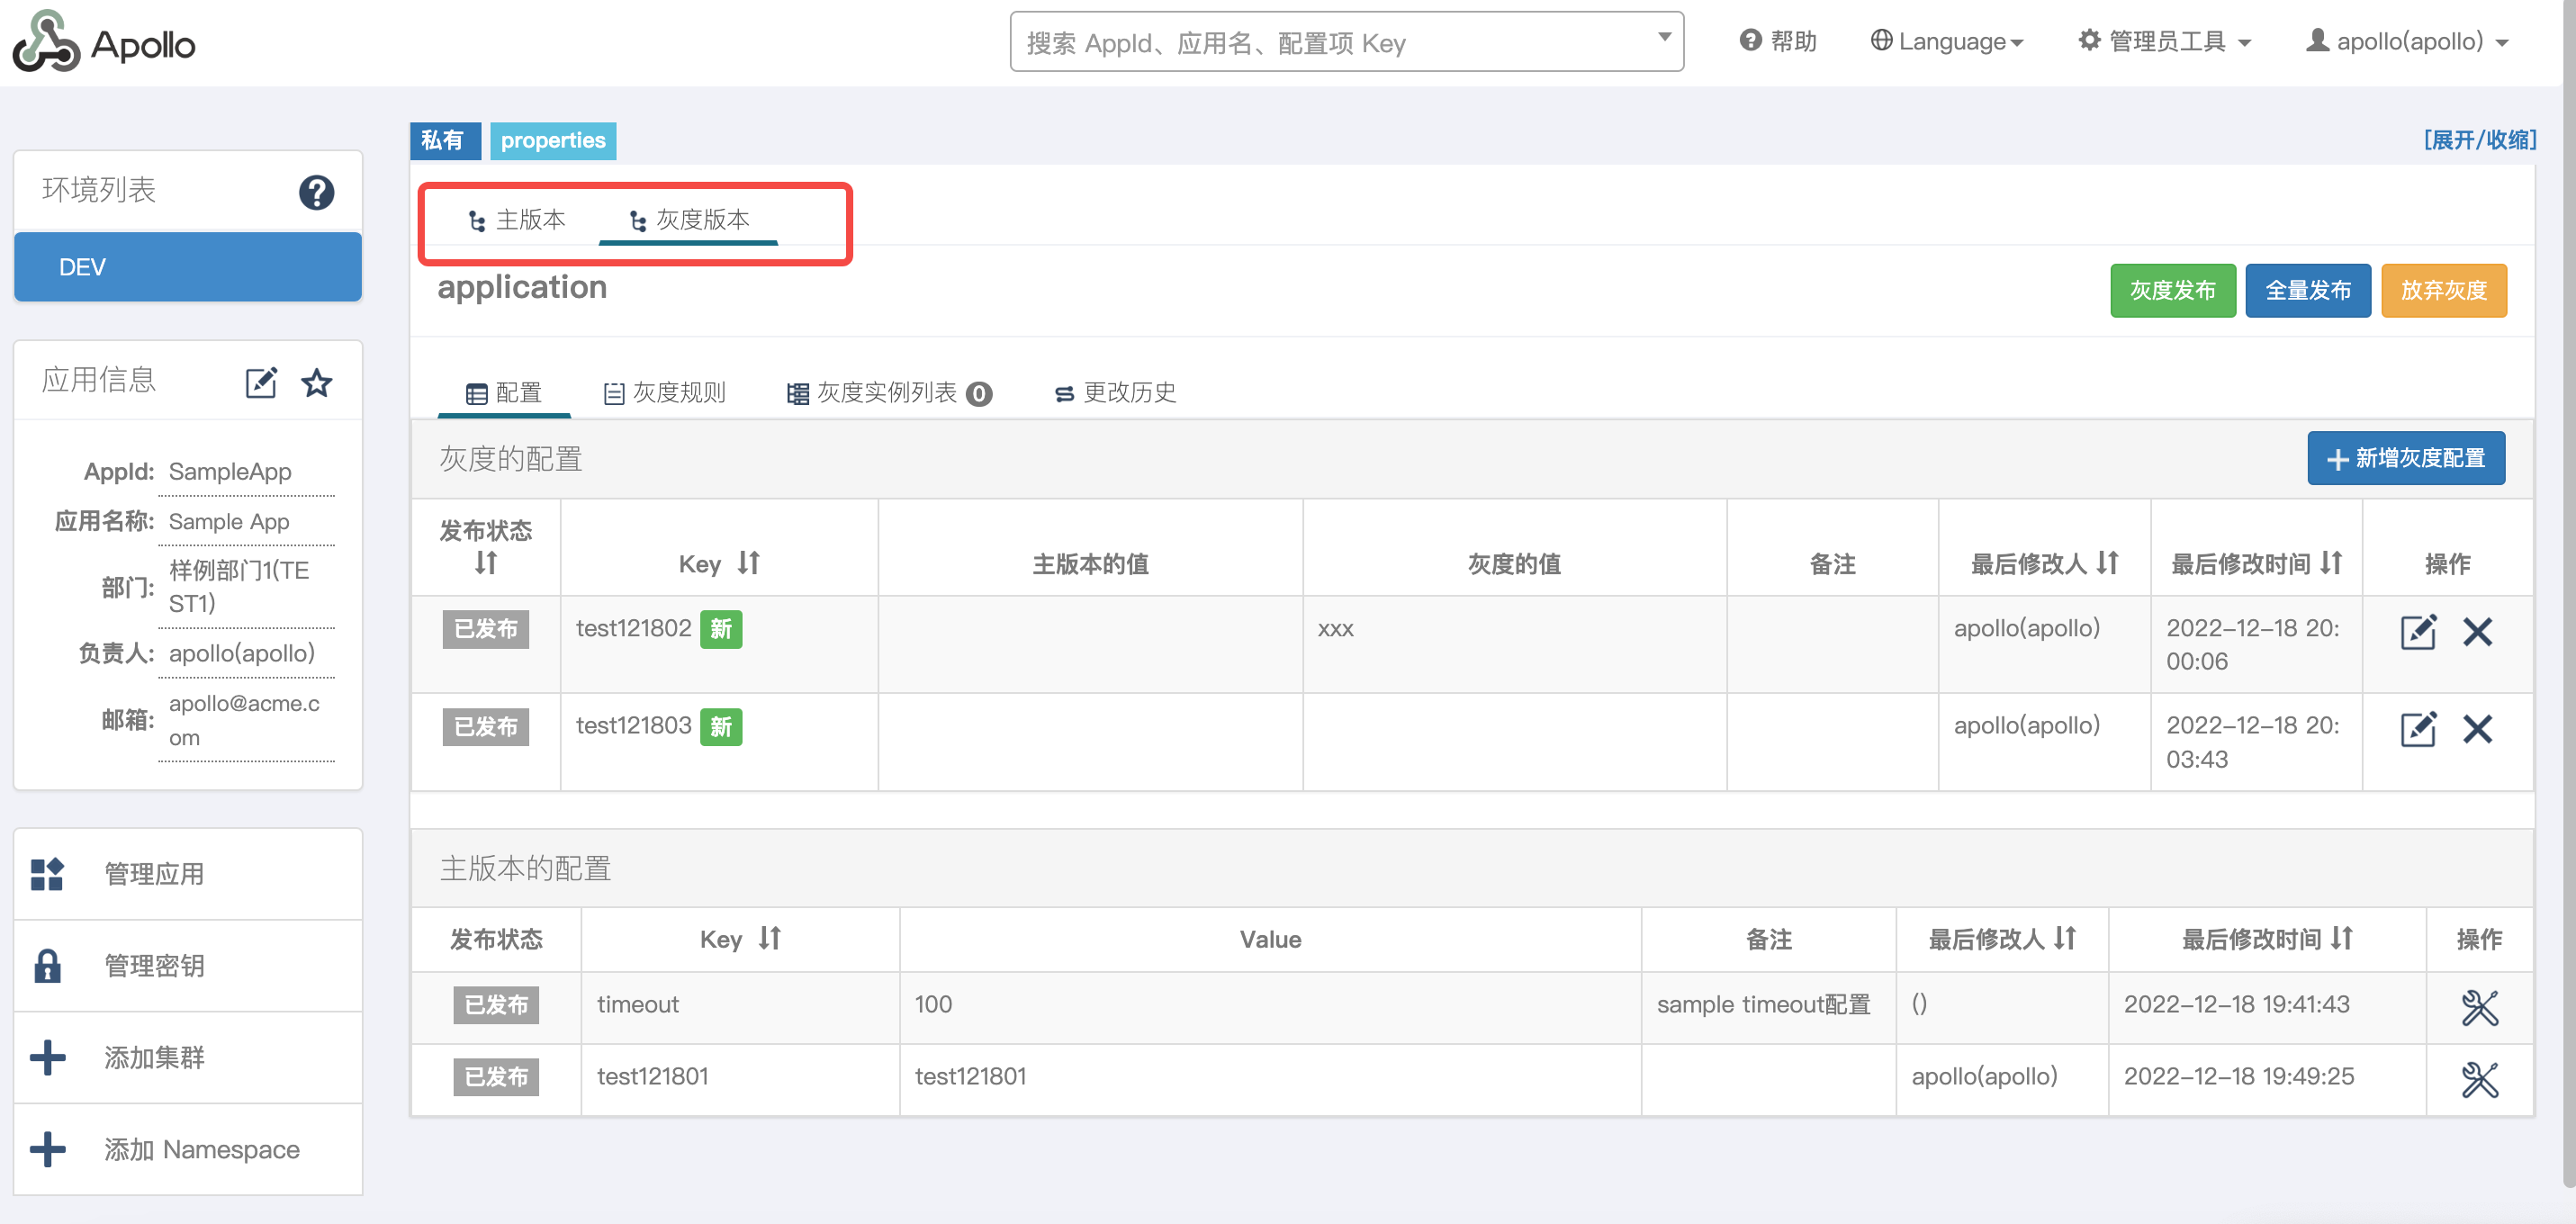 Apollo
搜索 AppId、应用名、配置项 Key
帮助
Language
管理员工具
apollo(apollo)
私有
properties
[展开/收缩]
环境列表
DEV
主版本
灰度版本
application
灰度发布
全量发布
放弃灰度
应用信息
AppId:
SampleApp
应用名称:
Sample App
部门:
样例部门1(TE
ST1)
负责人:
apollo(apollo)
邮箱:
apollo@acme.c
om
管理应用
管理密钥
添加集群
添加 Namespace
配置
灰度规则
灰度实例列表 0
更改历史
灰度的配置
新增灰度配置
发布状态
Key
主版本的值
灰度的值
备注
最后修改人
最后修改时间
操作
已发布
test121802 新
xxx
apollo(apollo)
2022-12-18 20:
00:06
已发布
test121803 新
apollo(apollo)
2022-12-18 20:
03:43
主版本的配置
发布状态
Key
Value
备注
最后修改人
最后修改时间
操作
已发布
timeout
100
sample timeout配置
()
2022-12-18 19:41:43
已发布
test121801
test121801
apollo(apollo)
2022-12-18 19:49:25